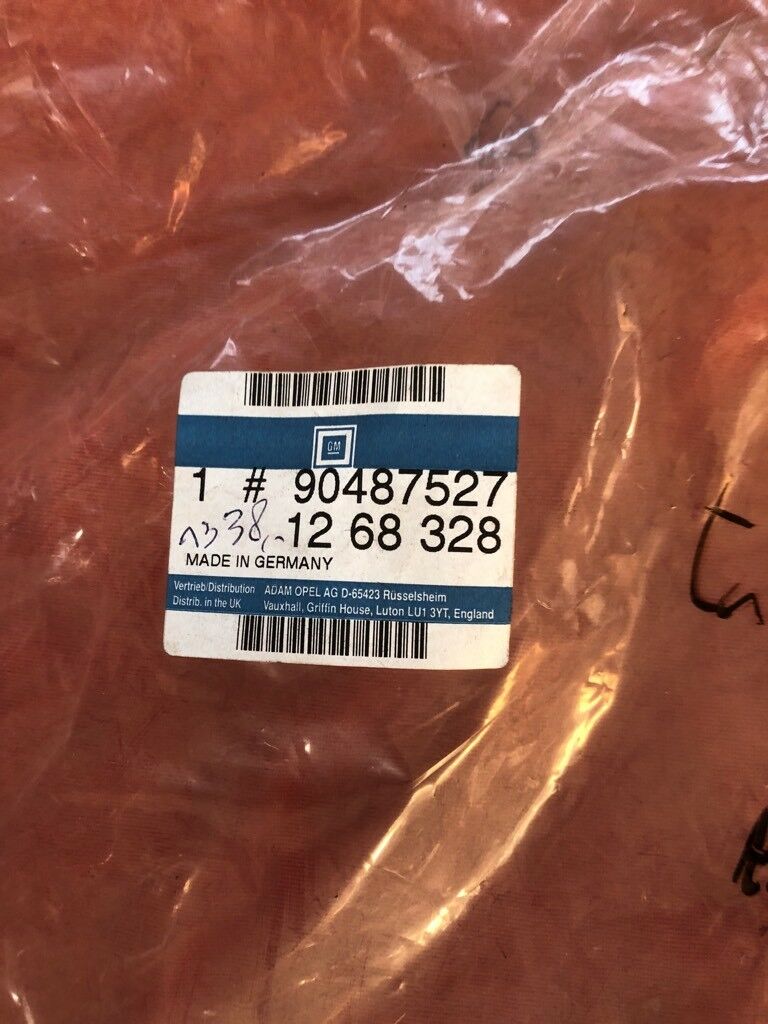 GM
1 # 90487527
38,- 12 68 328
MADE IN GERMANY
Vertrieb/Distribution ADAM OPEL AG D-65423 Rüsselsheim
Distrib. in the UK Vauxhall, Griffin House, Luton LU1 3YT, England